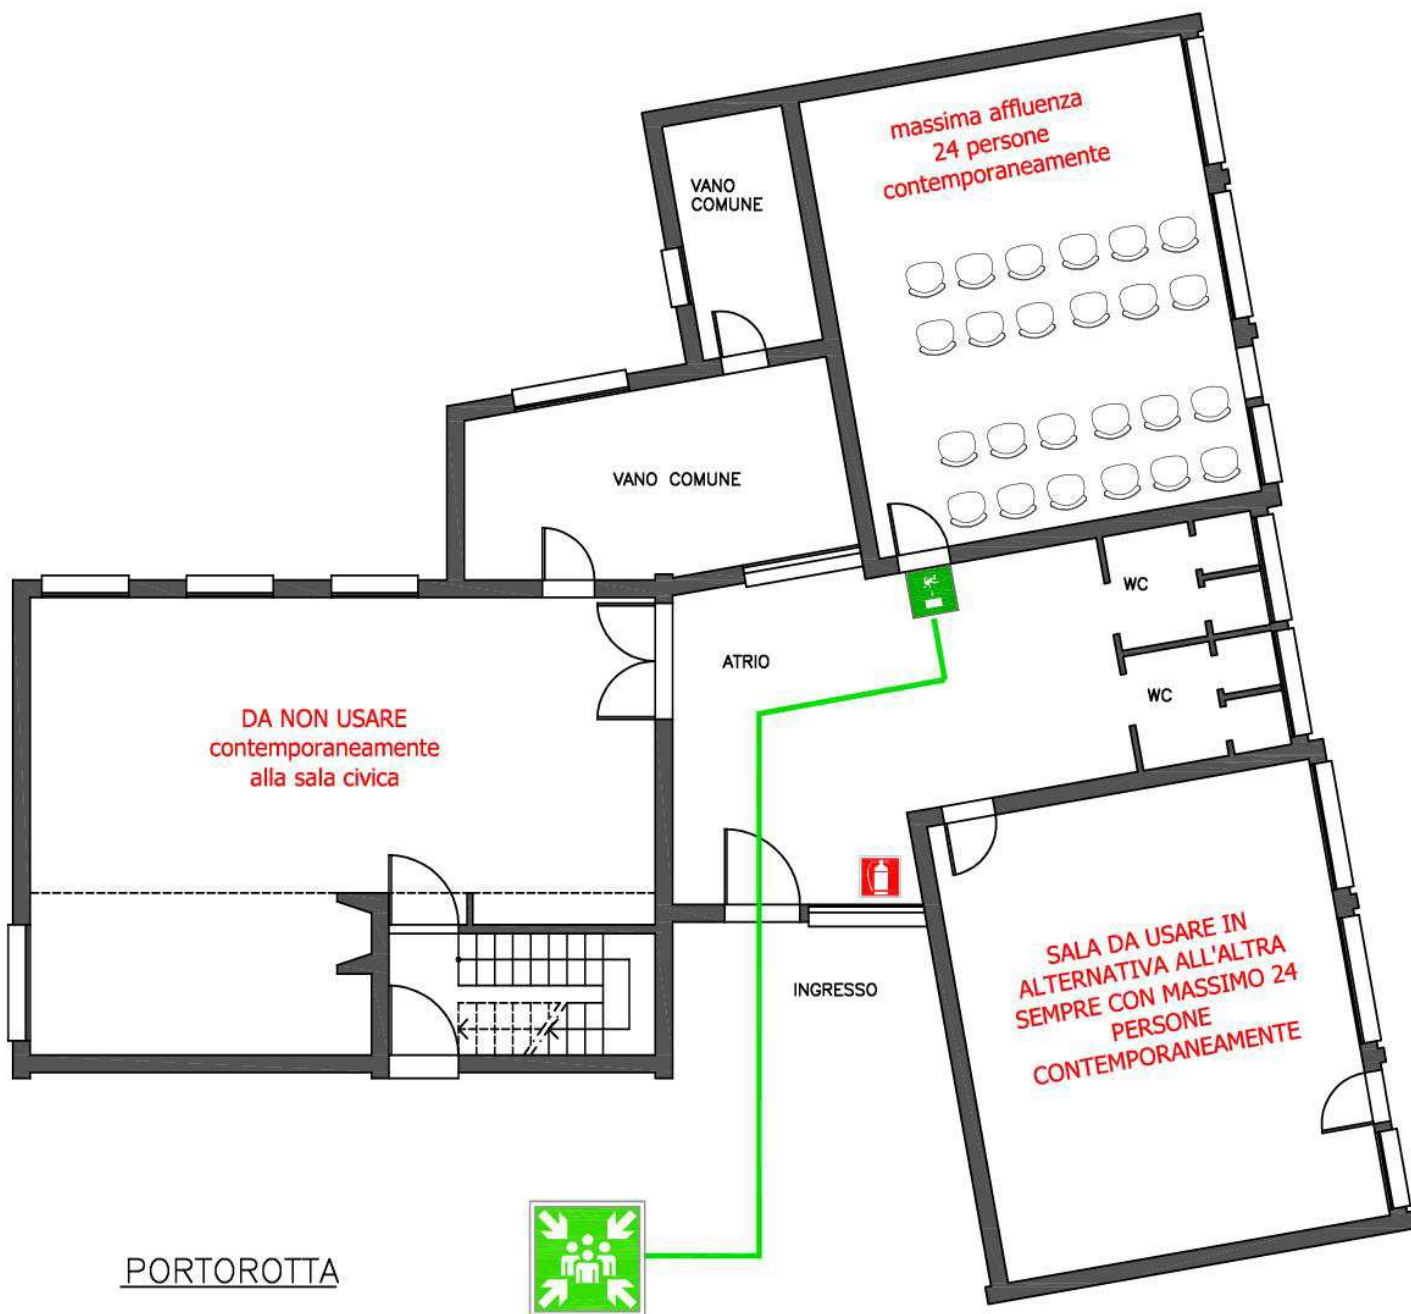 massima affluenza
24 persone
contemporaneamente
VANO
COMUNE
VANO COMUNE
WC
ATRIO
WC
DA NON USARE
contemporaneamente
alla sala civica
SALA DA USARE IN
ALTERNATIVA ALL'ALTRA
SEMPRE CON MASSIMO 24
PERSONE
CONTEMPORANEAMENTE
INGRESSO
PORTOROTTA